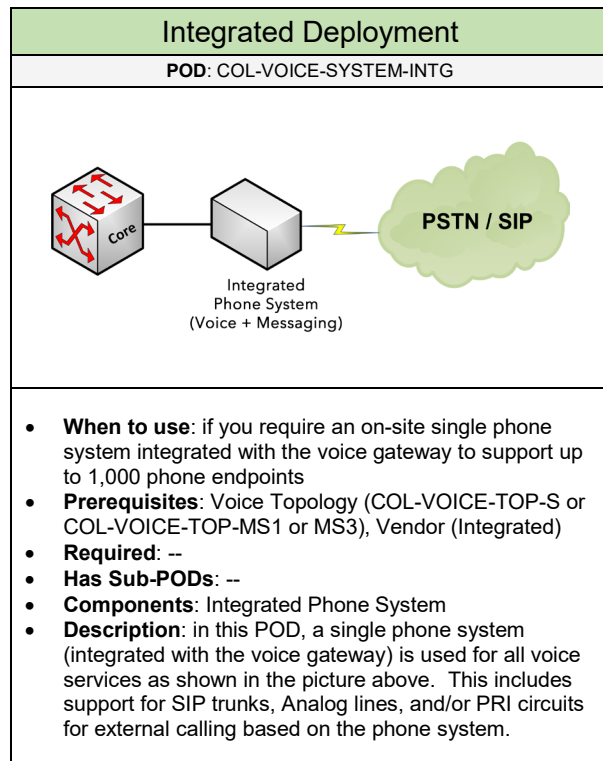 Integrated Deployment
POD: COL-VOICE-SYSTEM-INTG
Core
PSTN / SIP
Integrated
Phone System
(Voice + Messaging)
• When to use: if you require an on-site single phone
system integrated with the voice gateway to support up
to 1,000 phone endpoints
• Prerequisites: Voice Topology (COL-VOICE-TOP-S or
COL-VOICE-TOP-MS1 or MS3), Vendor (Integrated)
• Required: --
• Has Sub-PODs: --
• Components: Integrated Phone System
• Description: in this POD, a single phone system
(integrated with the voice gateway) is used for all voice
services as shown in the picture above.  This includes
support for SIP trunks, Analog lines, and/or PRI circuits
for external calling based on the phone system.